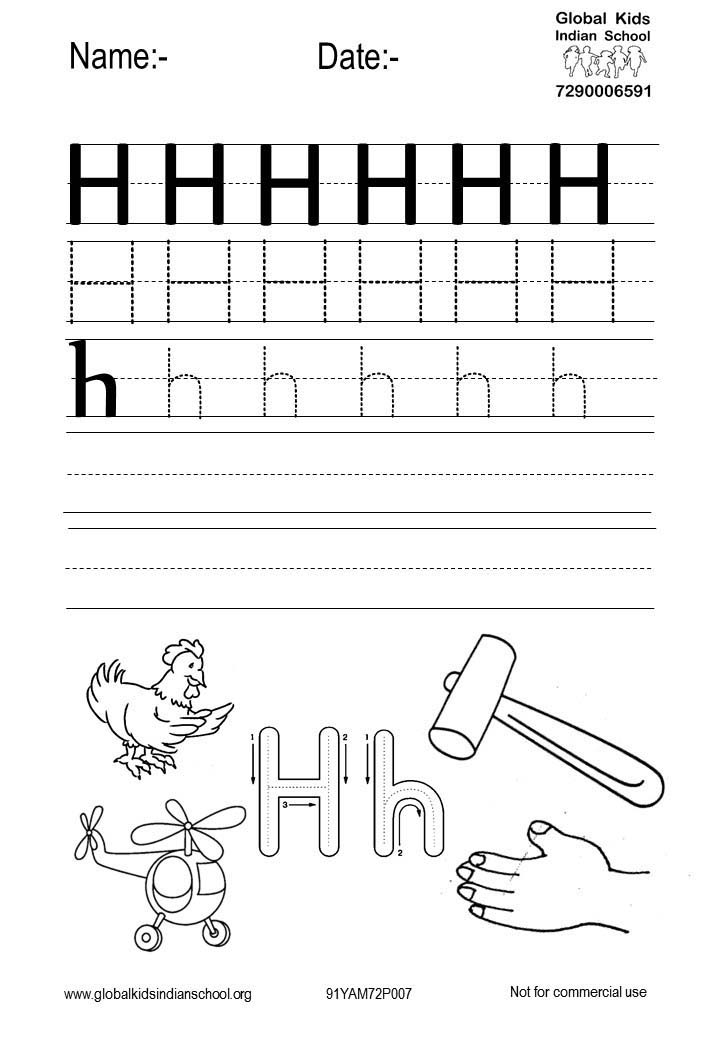 Global Kids
Indian School
Name:- Date:-
7290006591
H H H H H H
H H H H H H
h h h h h h
1 2 1
H h
3
2
www.globalkidsindianschool.org 91YAM72P007 Not for commercial use